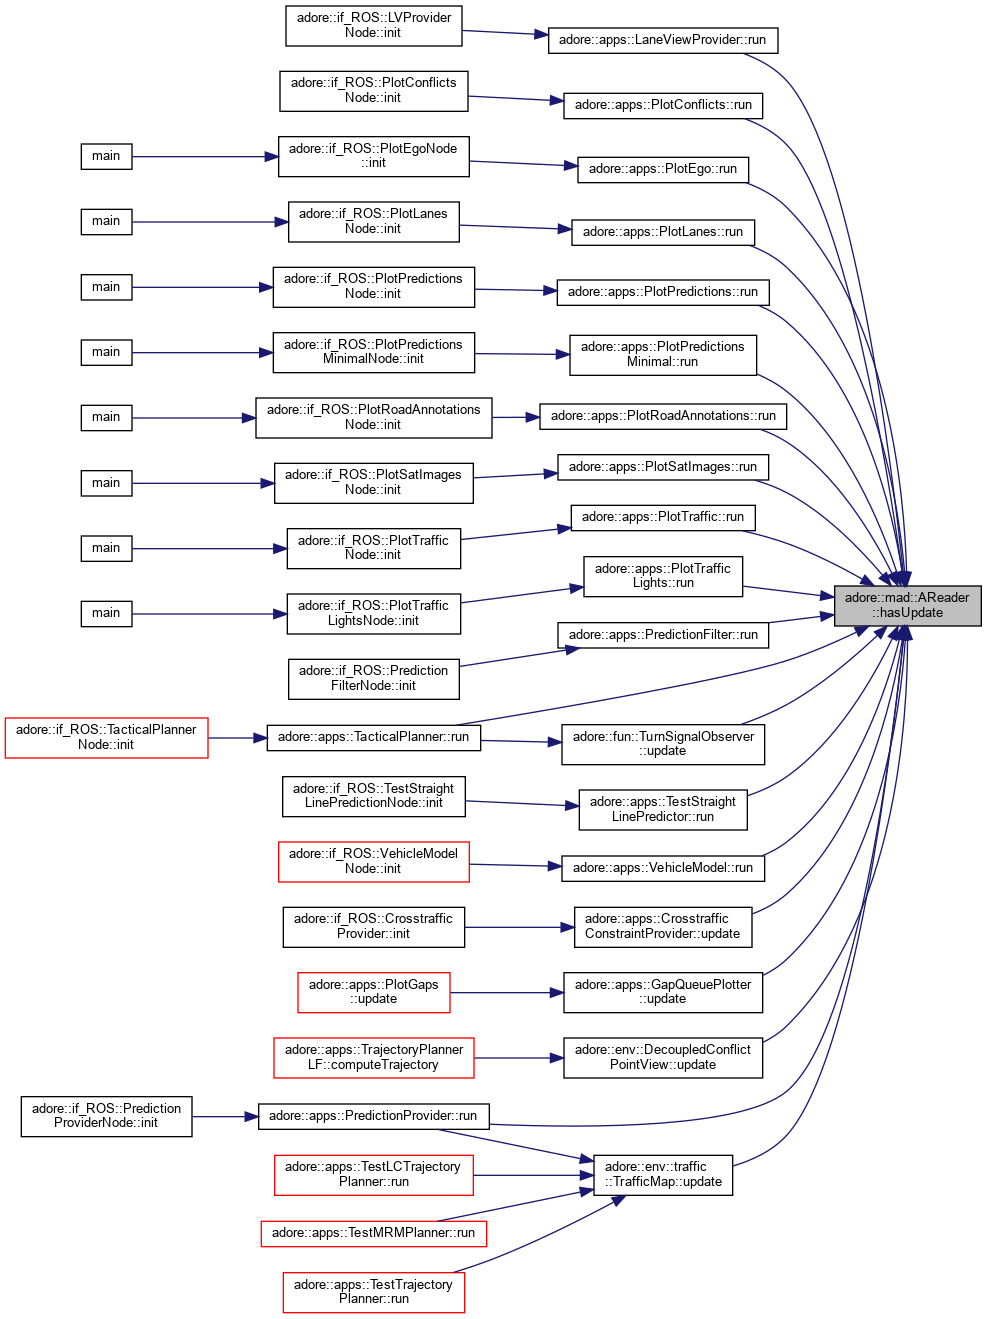 adore::if_ROS::LVProvider
Node::init
adore::apps::LaneViewProvider::run
adore::if_ROS::PlotConflicts
Node::init
adore::apps::PlotConflicts::run
main
adore::if_ROS::PlotEgoNode
::init
adore::apps::PlotEgo::run
main
adore::if_ROS::PlotLanes
Node::init
adore::apps::PlotLanes::run
main
adore::if_ROS::PlotPredictions
Node::init
adore::apps::PlotPredictions::run
main
adore::if_ROS::PlotPredictions
MinimalNode::init
adore::apps::PlotPredictions
Minimal::run
main
adore::if_ROS::PlotRoadAnnotations
Node::init
adore::apps::PlotRoadAnnotations::run
main
adore::if_ROS::PlotSatImages
Node::init
adore::apps::PlotSatImages::run
main
adore::if_ROS::PlotTraffic
Node::init
adore::apps::PlotTraffic::run
main
adore::if_ROS::PlotTraffic
LightsNode::init
adore::apps::PlotTraffic
Lights::run
adore::mad::AReader
::hasUpdate
adore::if_ROS::Prediction
FilterNode::init
adore::apps::PredictionFilter::run
adore::if_ROS::TacticalPlanner
Node::init
adore::apps::TacticalPlanner::run
adore::fun::TurnSignalObserver
::update
adore::if_ROS::TestStraight
LinePredictionNode::init
adore::apps::TestStraight
LinePredictor::run
adore::if_ROS::VehicleModel
Node::init
adore::apps::VehicleModel::run
adore::if_ROS::Crosstraffic
Provider::init
adore::apps::Crosstraffic
ConstraintProvider::update
adore::apps::PlotGaps
::update
adore::apps::GapQueuePlotter
::update
adore::apps::TrajectoryPlanner
LF::computeTrajectory
adore::env::DecoupledConflict
PointView::update
adore::if_ROS::Prediction
ProviderNode::init
adore::apps::PredictionProvider::run
adore::apps::TestLCTrajectory
Planner::run
adore::env::traffic
::TrafficMap::update
adore::apps::TestMRMPlanner::run
adore::apps::TestTrajectory
Planner::run